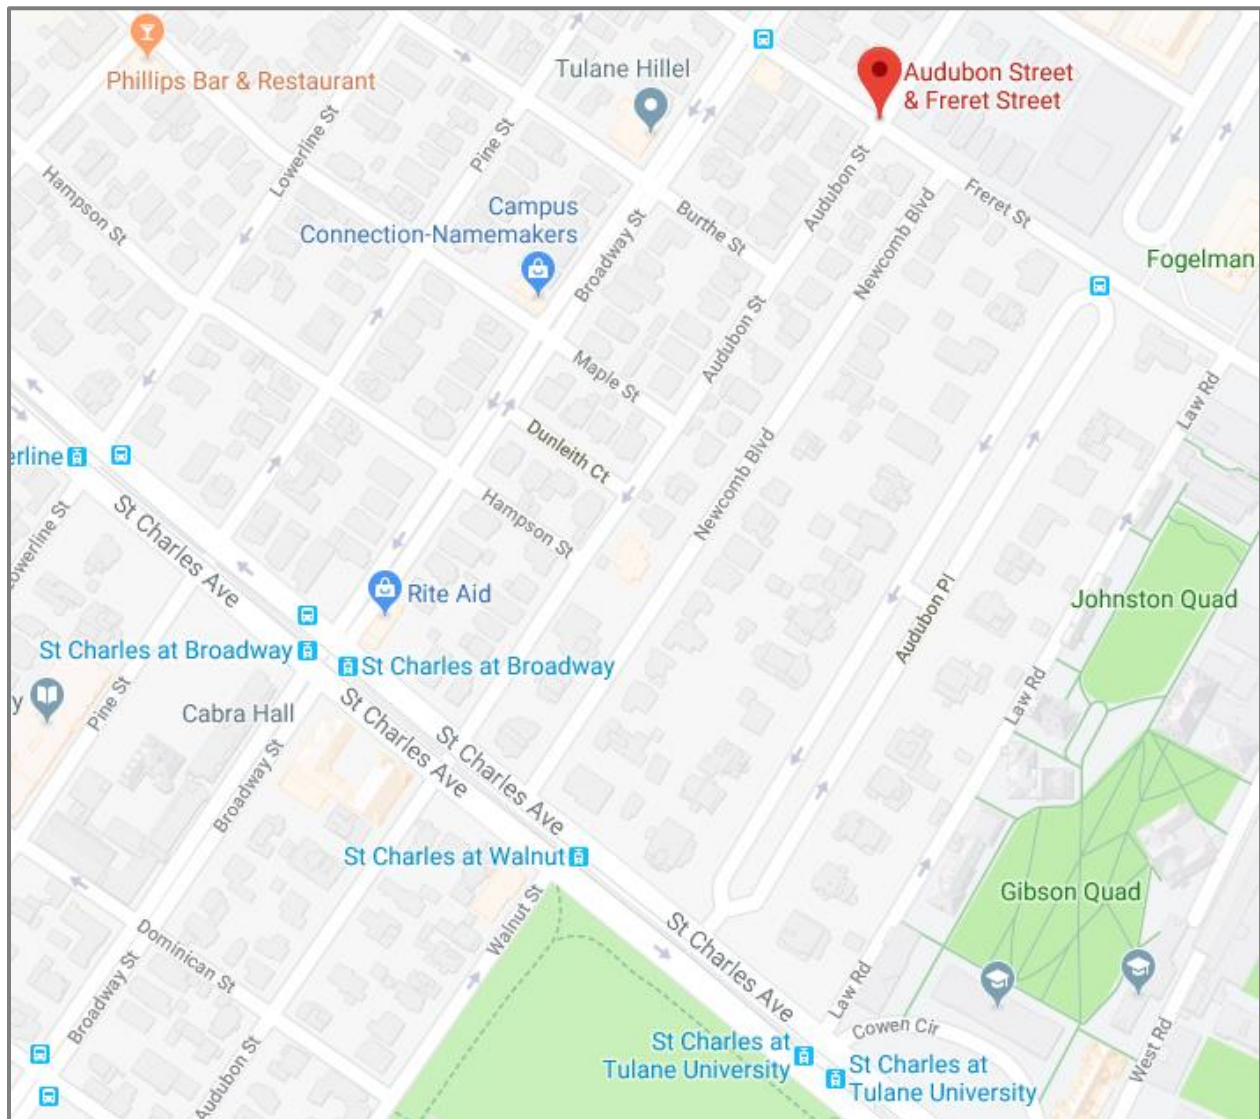 Phillips Bar & Restaurant
Tulane Hillel
Audubon Street
& Freret Street
Lowerline St
Pine St
Hampson St
Campus
Connection-Namemakers
Broadway St
Burthe St
Audubon St
Newcomb Blvd
Freret St
Fogelman
Maple St
Audubon St
Dunleith Ct
Law Rd
erline
Lowerline St
St Charles Ave
Hampson St
Newcomb Blvd
Rite Aid
Audubon Pl
Johnston Quad
St Charles at Broadway
St Charles at Broadway
y
Pine St
Cabra Hall
St Charles Ave
St Charles Ave
Law Rd
Broadway St
St Charles at Walnut
Gibson Quad
Walnut St
Dominican St
St Charles Ave
Broadway St
Law Rd
Cowen Cir
Audubon St
St Charles at
Tulane University
St Charles at
Tulane University
West Rd